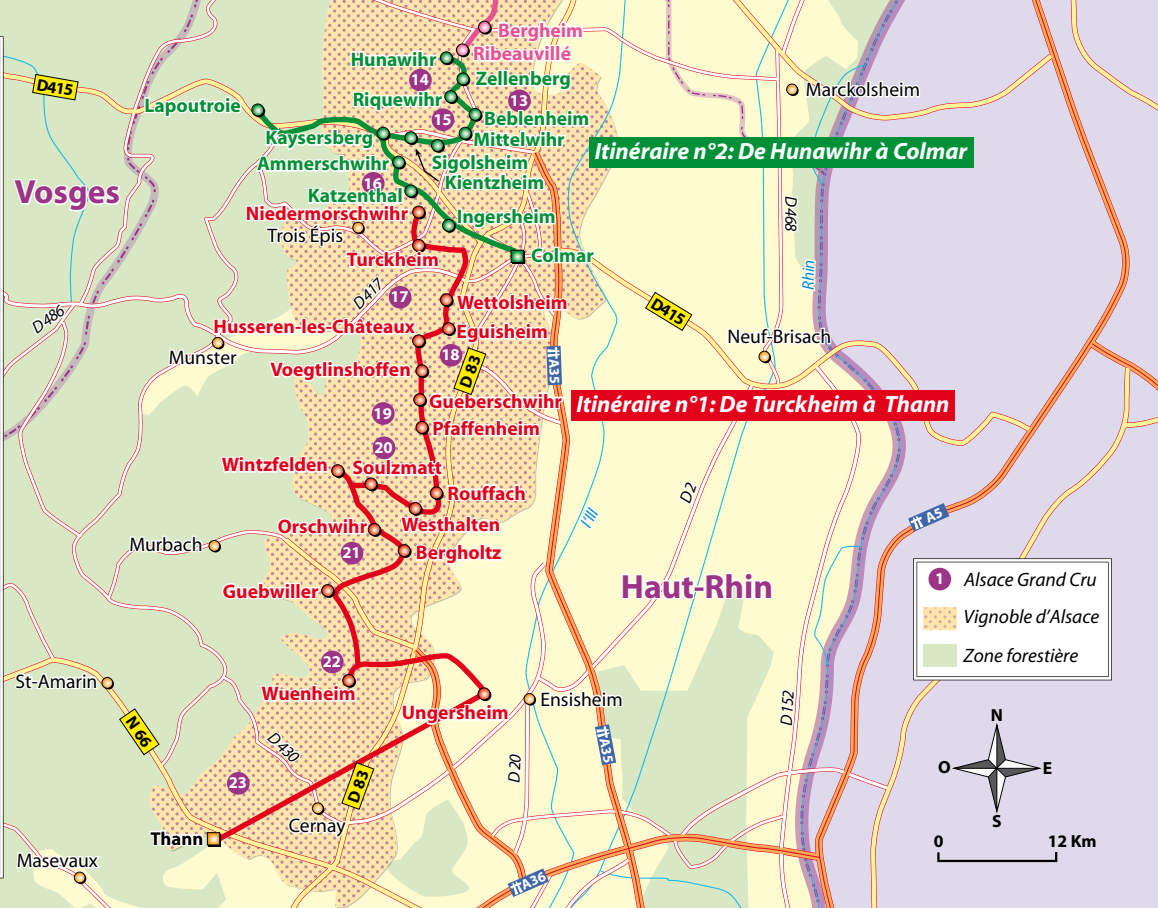 Bergheim
Ribeauvillé
Hunawihr
Zellenberg
14
D415
Riquewihr
13
Marckolsheim
Lapoutroie
15
Beblenheim
Kaysersberg
Mittelwihr
Itinéraire n°2: De Hunawihr à Colmar
Ammerschwihr
Sigolsheim
Kientzheim
16
Vosges
Katzenthal
Niedermorschwihr
Ingersheim
D468
Trois Épis
Turckheim
Colmar
Rhin
D417
17
Wettolsheim
D415
D486
Husseren-les-Châteaux
Eguisheim
Neuf-Brisach
Munster
18
Voegtlinshoffen
D 83
A35
Gueberschwihr
Itinéraire n°1: De Turckheim à Thann
19
Pfaffenheim
20
Wintzfelden
Soulzmatt
Rouffach
D2
Orschwihr
Westhalten
l'Ill
A5
Murbach
21
Bergholtz
Guebwiller
Haut-Rhin
1
Alsace Grand Cru
Vignoble d'Alsace
Zone forestière
22
St-Amarin
Wuenheim
Ungersheim
Ensisheim
D152
N 66
D430
A35
D20
N
O
E
S
23
D 83
Cernay
Thann
0
12 Km
Masevaux
A36